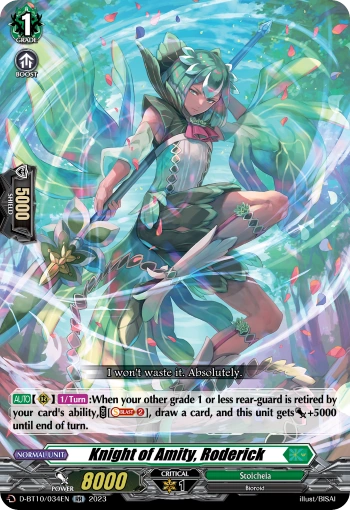 1
GRADE
BOOST
5000
SHIELD
I won't waste it. Absolutely.
AUTO [R] 1/Turn :When your other grade 1 or less rear-guard is retired by
your card's ability, [BLAST 2], draw a card, and this unit gets +5000
until end of turn.
NORMAL UNIT
Knight of Amity, Roderick
POWER 8000
CRITICAL
1
Stoicheia
Bioroid
D-BT10/034EN RR 2023
illust/BISAI